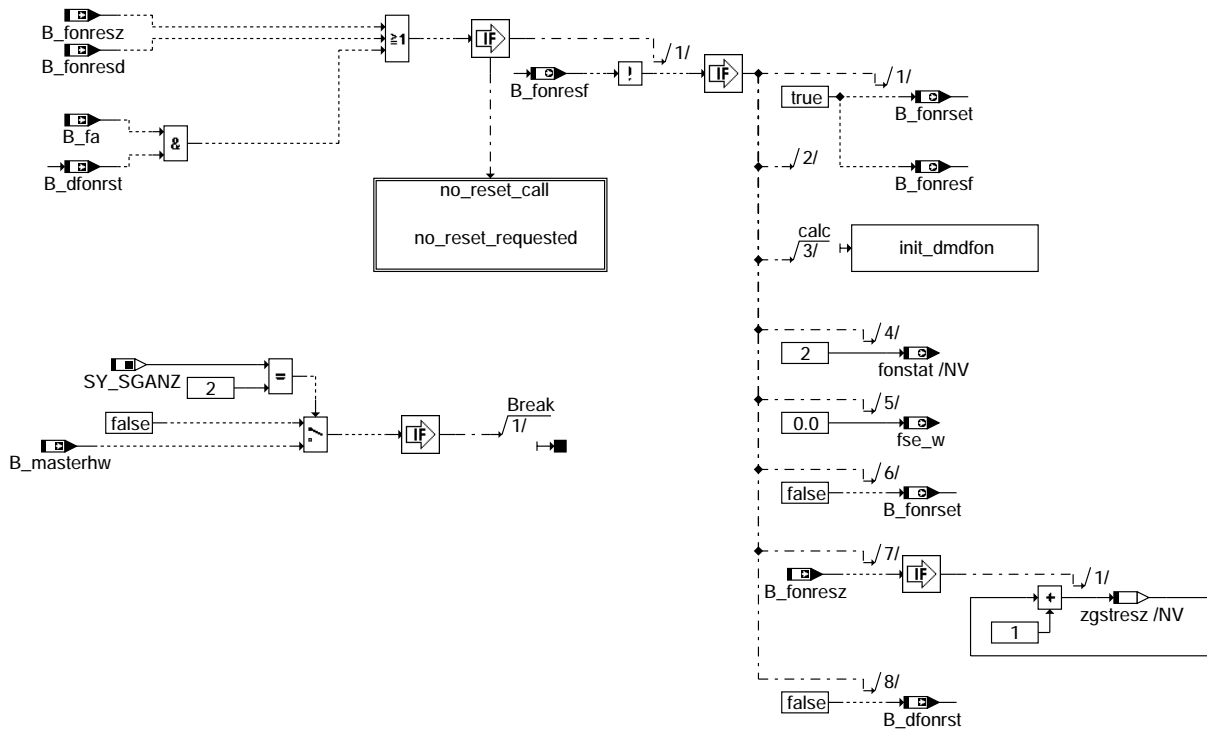 B_fonresz
B_fonresd
≧1
IF
/1/
B_fonresf
!
IF
/1/
true
B_fonrset
B_fa
&
B_dfonrst
/2/
B_fonresf
no_reset_call
no_reset_requested
calc
/3/
init_dmdfon
/4/
2
fonstat /NV
SY_SGANZ
2
=
false
B_masterhw
IF
Break
/1/
/5/
0.0
fse_w
/6/
false
B_fonrset
/7/
B_fonresz
IF
/1/
+
1
zgstresz /NV
/8/
false
B_dfonrst